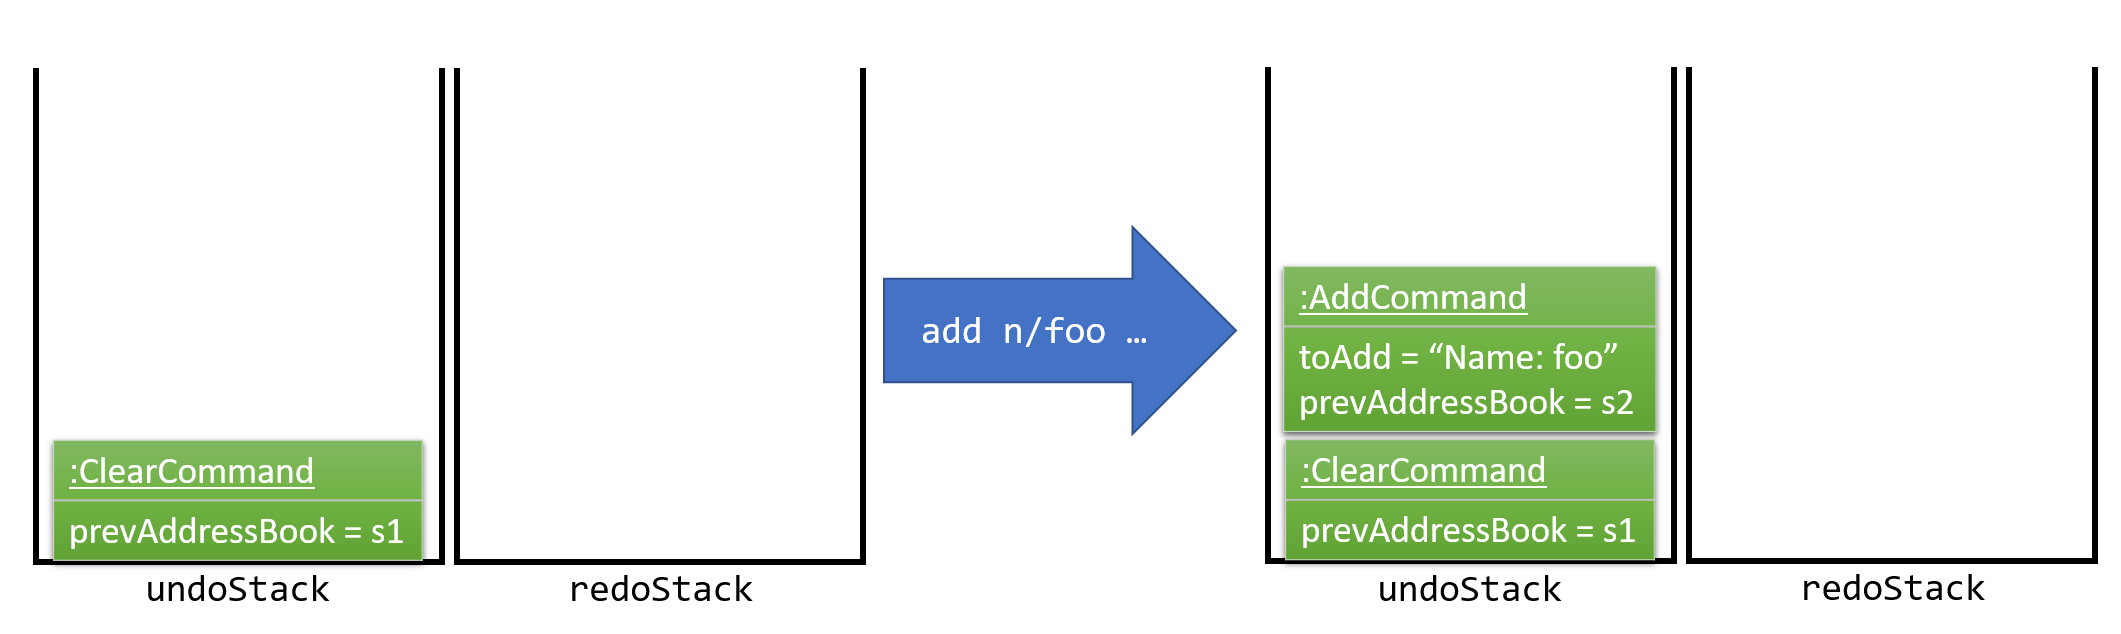 :ClearCommand
prevAddressBook = s1
undoStack
redoStack
add n/foo …
:AddCommand
toAdd = “Name: foo”
prevAddressBook = s2
:ClearCommand
prevAddressBook = s1
undoStack
redoStack